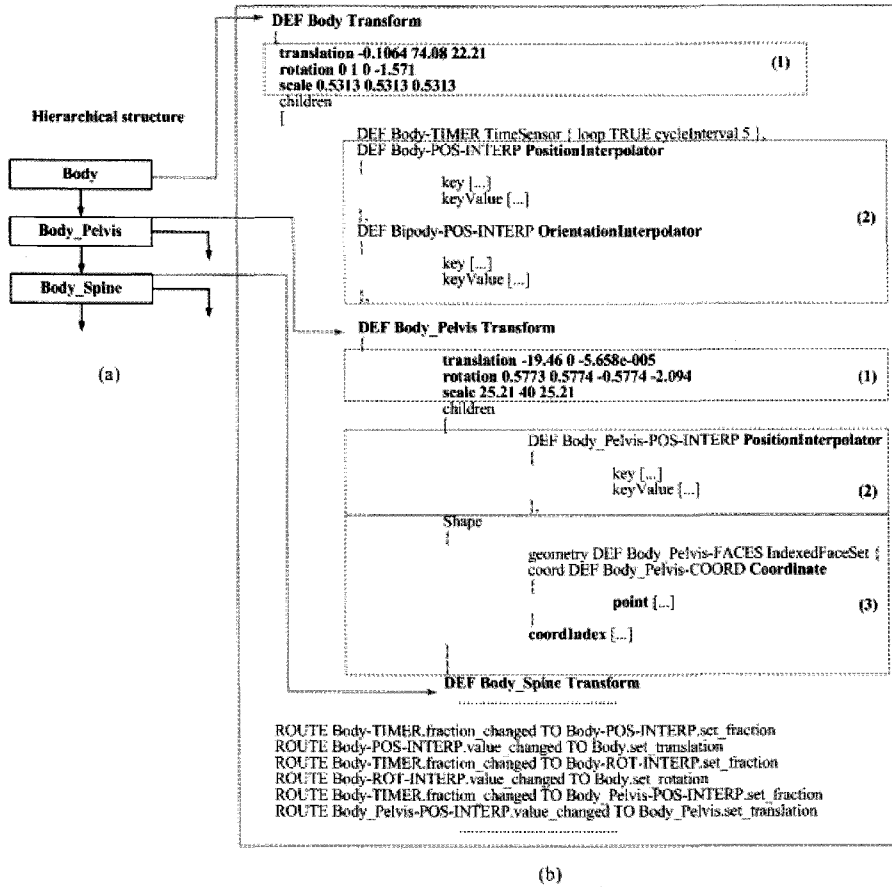 Hierarchical structure
Body
Body_Pelvis
Body_Spine
(a)
DEF Body Transform
{
translation -0.1064 74.08 22.21
rotation 0 1 0 -1.571
scale 0.5313 0.5313 0.5313
(1)
children
[
DEF Body-TIMER TimeSensor { loop TRUE cycleInterval 5 },
DEF Body-POS-INTERP PositionInterpolator
{
key [...]
keyValue [...]
},
(2)
DEF Bipody-POS-INTERP OrientationInterpolator
{
key [...]
keyValue [...]
},
DEF Body_Pelvis Transform
{
translation -19.46 0 -5.658e-005
rotation 0.5773 0.5774 -0.5774 -2.094
(1)
scale 25.21 40 25.21
children
[
DEF Body_Pelvis-POS-INTERP PositionInterpolator
{
key [...]
keyValue [...]
(2)
},
Shape
{
geometry DEF Body_Pelvis-FACES IndexedFaceSet {
coord DEF Body_Pelvis-COORD Coordinate
{
point [...]
(3)
}
coordIndex [...]
}
}
DEF Body_Spine Transform
....................
ROUTE Body-TIMER.fraction_changed TO Body-POS-INTERP.set_fraction
ROUTE Body-POS-INTERP.value_changed TO Body.set_translation
ROUTE Body-TIMER.fraction_changed TO Body-ROT-INTERP.set_fraction
ROUTE Body-ROT-INTERP.value_changed TO Body.set_rotation
ROUTE Body-TIMER.fraction_changed TO Body_Pelvis-POS-INTERP.set_fraction
ROUTE Body_Pelvis-POS-INTERP.value_changed TO Body_Pelvis.set_translation
....................
(b)